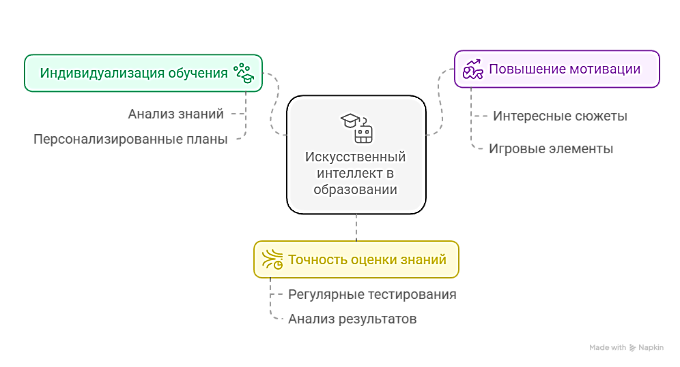 Индивидуализация обучения
Анализ знаний
Персонализированные планы
Искусственный
интеллект в
образовании
Повышение мотивации
Интересные сюжеты
Игровые элементы
Точность оценки знаний
Регулярные тестирования
Анализ результатов
Made with Napkin